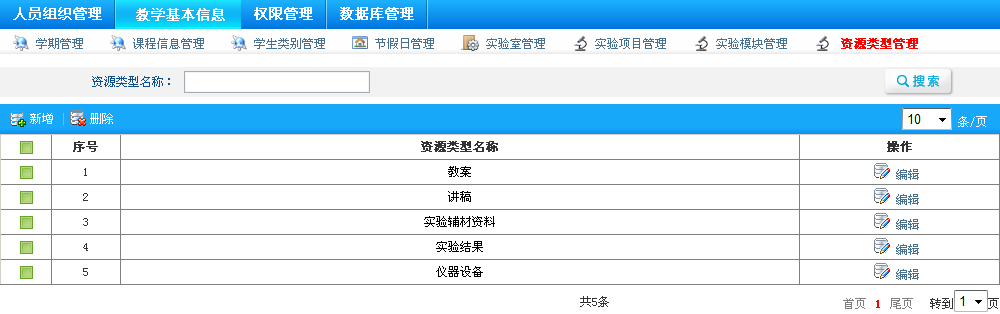 人员组织管理 教学基本信息 权限管理 数据库管理
学期管理 课程信息管理 学生类别管理 节假日管理 实验室管理 实验项目管理 实验模块管理 资源类型管理
资源类型名称： 搜索
新增 删除 10 条/页
序号 资源类型名称 操作
1 教案 编辑
2 讲稿 编辑
3 实验辅材资料 编辑
4 实验结果 编辑
5 仪器设备 编辑
共5条 首页 1 尾页 转到 1 页